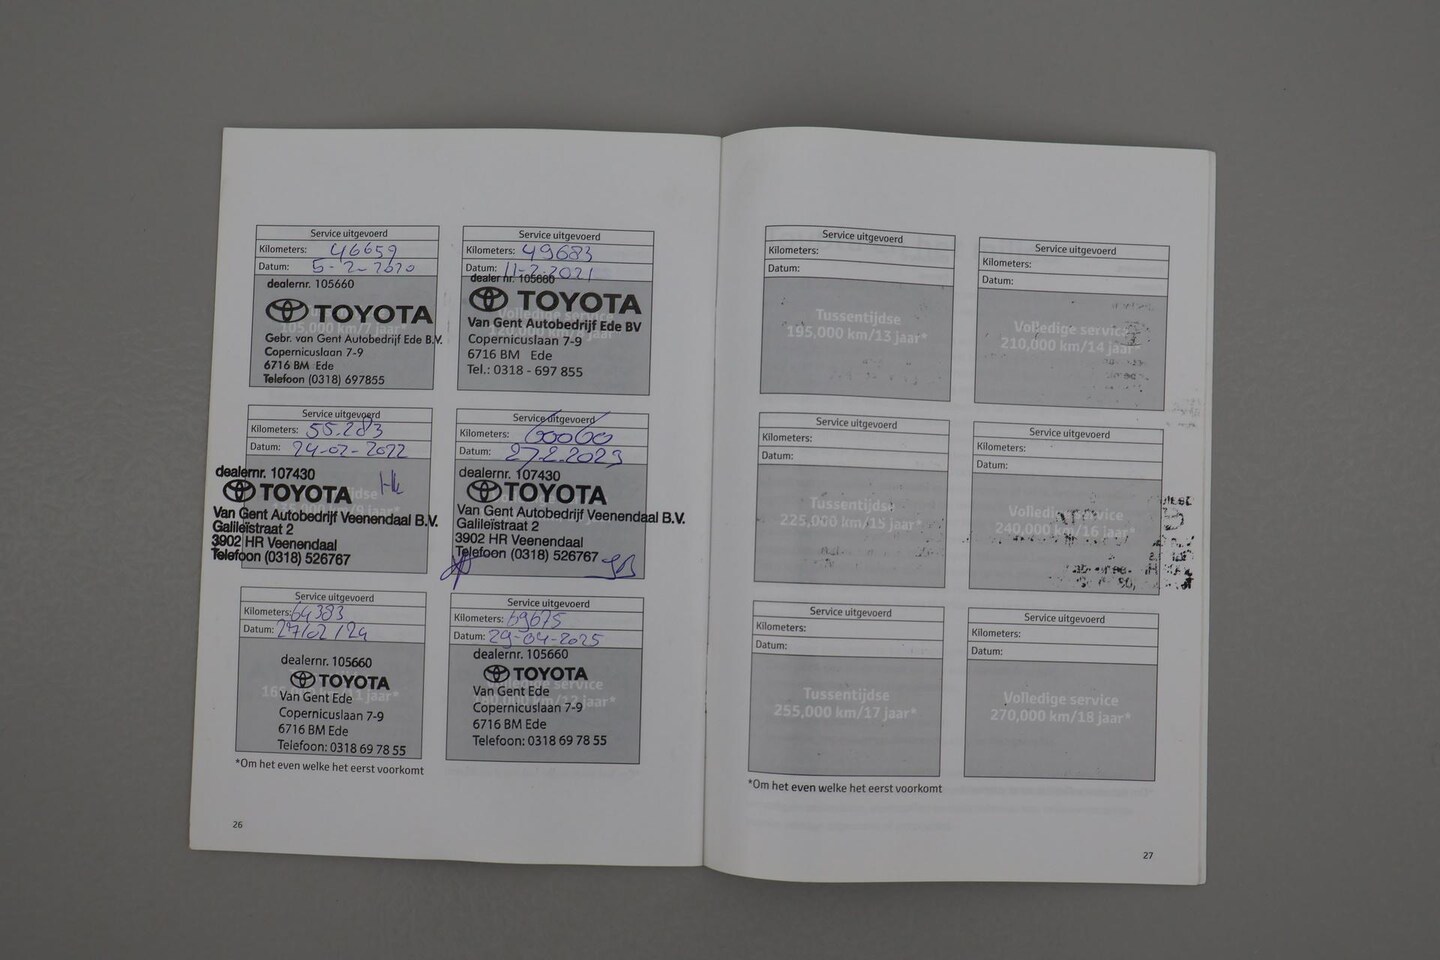 Service uitgevoerd
Kilometers: 46659
Datum: 5-2-2020
dealernr. 105660
TOYOTA
105,000 km/7 jaar*
Gebr. van Gent Autobedrijf Ede B.V.
Copernicuslaan 7-9
6716 BM Ede
Telefoon (0318) 697855
Service uitgevoerd
Kilometers: 49683
Datum: 11-2-2021
dealer nr. 105660
TOYOTA
Volledige service
Van Gent Autobedrijf Ede BV
Copernicuslaan 7-9
6716 BM Ede
Tel.: 0318 - 697 855
Service uitgevoerd
Kilometers: 55.283
Datum: 24-02-2022
dealernr. 107430
TOYOTA
Van Gent Autobedrijf Veenendaal B.V.
Galileïstraat 2
3902 HR Veenendaal
Telefoon (0318) 526767
Service uitgevoerd
Kilometers: 60060
Datum: 27.2.2023
dealernr. 107430
TOYOTA
Van Gent Autobedrijf Veenendaal B.V.
Galileïstraat 2
3902 HR Veenendaal
Telefoen (0318) 526767
Service uitgevoerd
Kilometers: 64383
Datum: 27/02/24
dealernr. 105660
TOYOTA
Van Gent Ede
Copernicuslaan 7-9
6716 BM Ede
Telefoon: 0318 69 78 55
Service uitgevoerd
Kilometers: 69675
Datum: 29-04-2025
dealernr. 105660
TOYOTA
Van Gent Ede
Copernicuslaan 7-9
6716 BM Ede
Telefoon: 0318 69 78 55
*Om het even welke het eerst voorkomt
26
Service uitgevoerd
Kilometers:
Datum:
Tussentijdse
195,000 km/13 jaar*
Service uitgevoerd
Kilometers:
Datum:
Volledige service
210,000 km/14 jaar*
Service uitgevoerd
Kilometers:
Datum:
Tussentijdse
225,000 km/15 jaar*
Service uitgevoerd
Kilometers:
Datum:
Volledige service
240,000 km/16 jaar*
Service uitgevoerd
Kilometers:
Datum:
Tussentijdse
255,000 km/17 jaar*
Service uitgevoerd
Kilometers:
Datum:
Volledige service
270,000 km/18 jaar*
*Om het even welke het eerst voorkomt
27